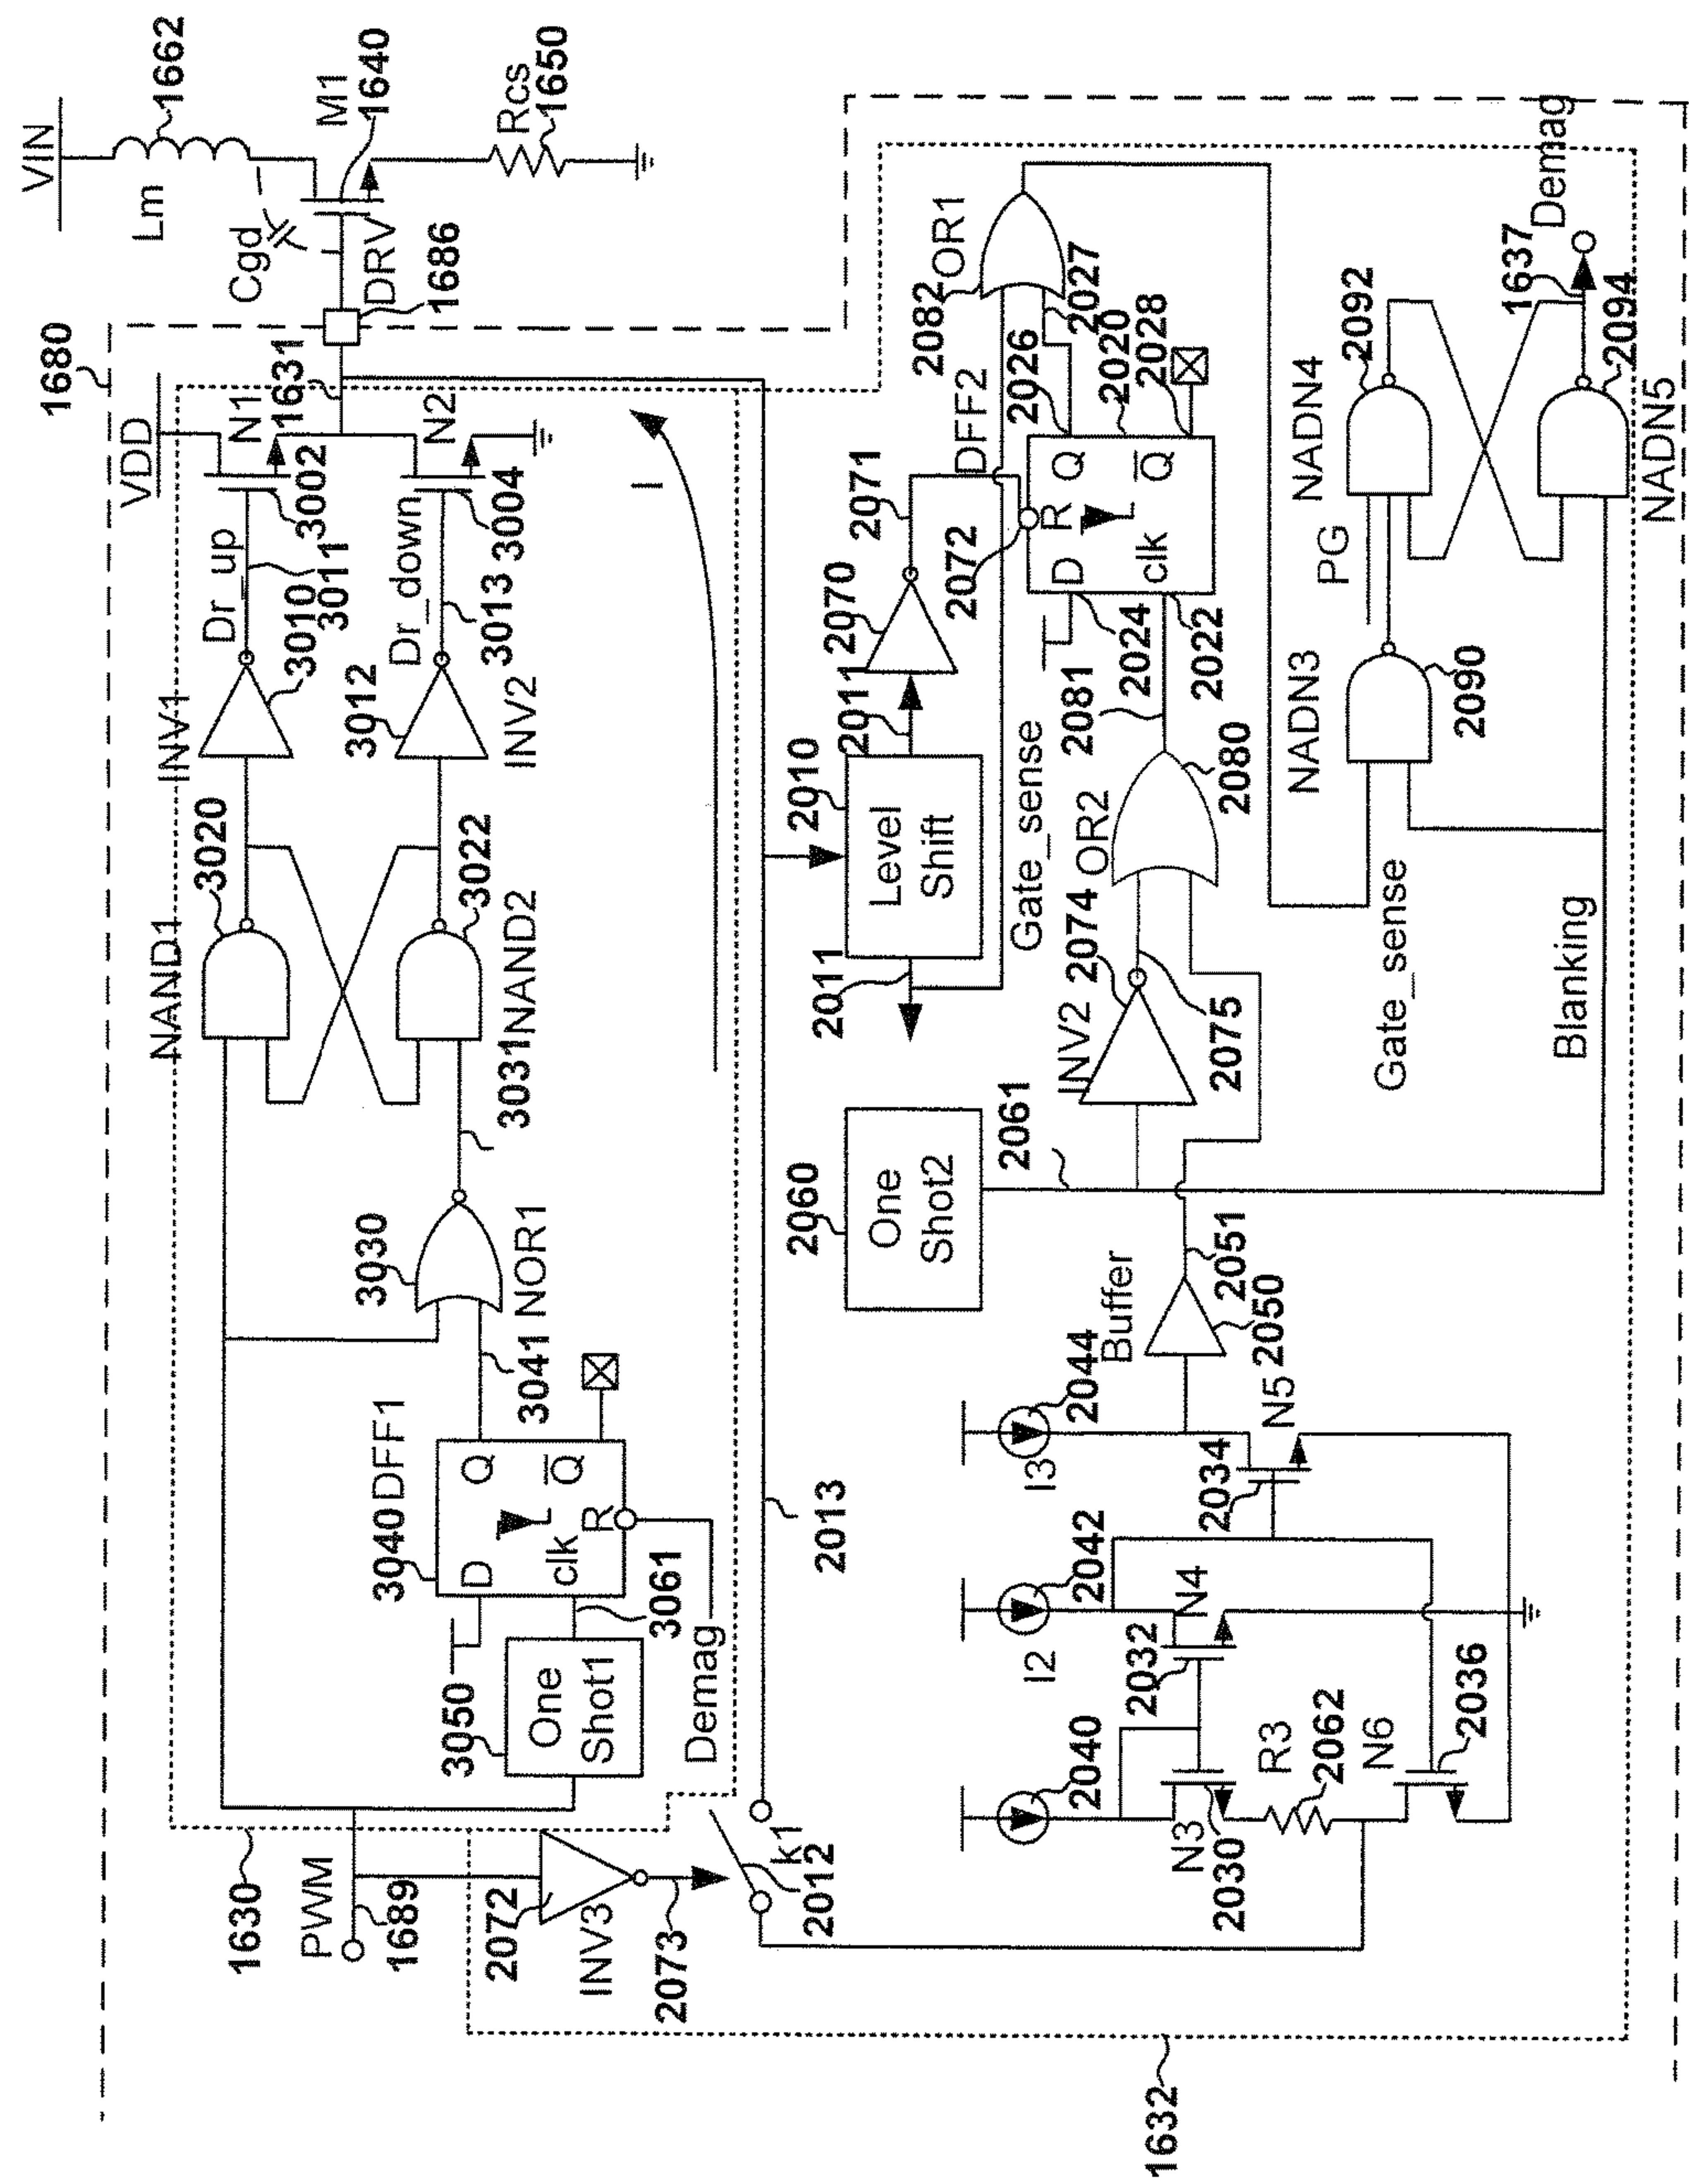 VIN
1662
Lm
Cgd
M1
1640
DRV
Rcs
1650
1686
1680
VDD
N1
1631
3002
N2
3004
Dr_up
3011
3010
INV1
Dr_down
3013
3012
INV2
3020
NAND1
3022
NAND2
3031
3030
NOR1
3041
3040
DFF1
D
Q
Q
clk
R
3061
3050
One
Shot1
Demag
I
1630
PWM
1689
2072
INV3
2073
k1
2012
2013
1632
2010
Level
Shift
2011
2011
2070
2071
2072
DFF2
D
R
Q
clk
Q
2024
2022
2026
2020
2028
2027
2082
OR1
Gate_sense
2081
OR2
2080
2074
INV2
2075
2060
One
Shot2
2061
Buffer
2051
2050
2044
I3
N5
2034
2042
I2
N4
2032
2040
N3
2030
R3
2062
N6
2036
Gate_sense
Blanking
NADN3
2090
PG
NADN4
2092
1637
Demag
2094
NADN5